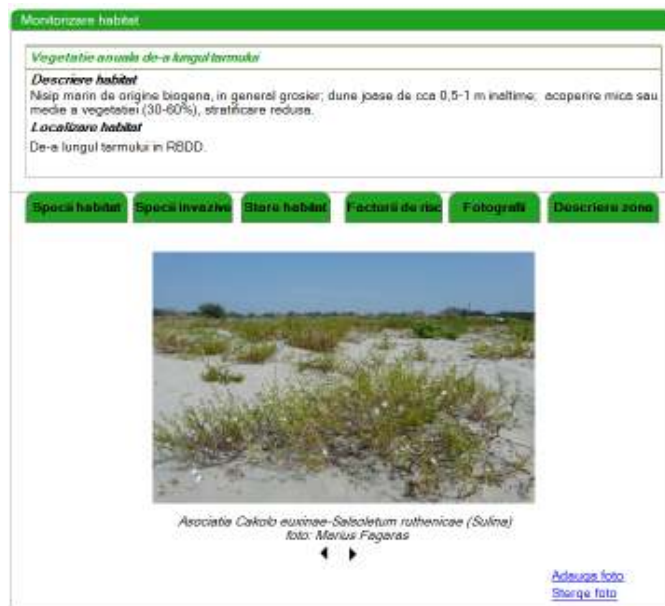 Monitorizare habitat
Vegetatie anuala de-a lungul tarmului
Descriere habitat
Nisip marin de origine biogena, in general grosier; dune joase de cca 0,5-1 m inaltime; acoperire mica sau
medie a vegetatiei (30-60%), stratificare redusa.
Localizare habitat
De-a lungul tarmului in RBDD.
Specii habitat Specii invazive Stare habitat Factorii de risc Fotografii Descriere zona
Asociatia Cakolo euxinae-Salsoletum ruthenicae (Sulina)
foto: Marius Fagaras
Adauga foto
Sterge foto